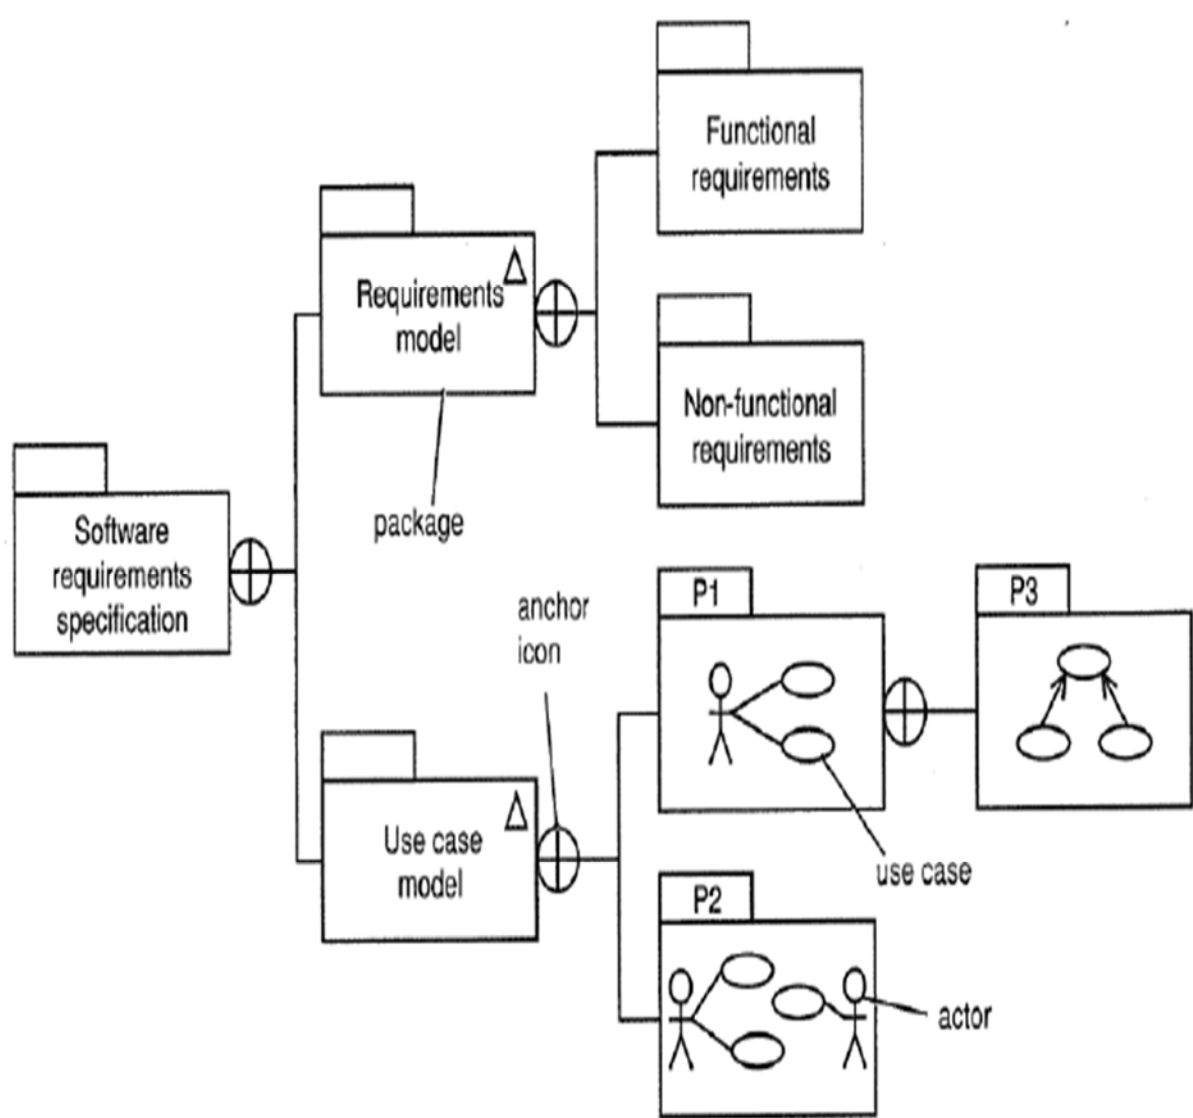 Functional
requirements
Requirements
model
Non-functional
requirements
package
Software
requirements
specification
anchor
icon
P1
P3
use case
Use case
model
P2
actor